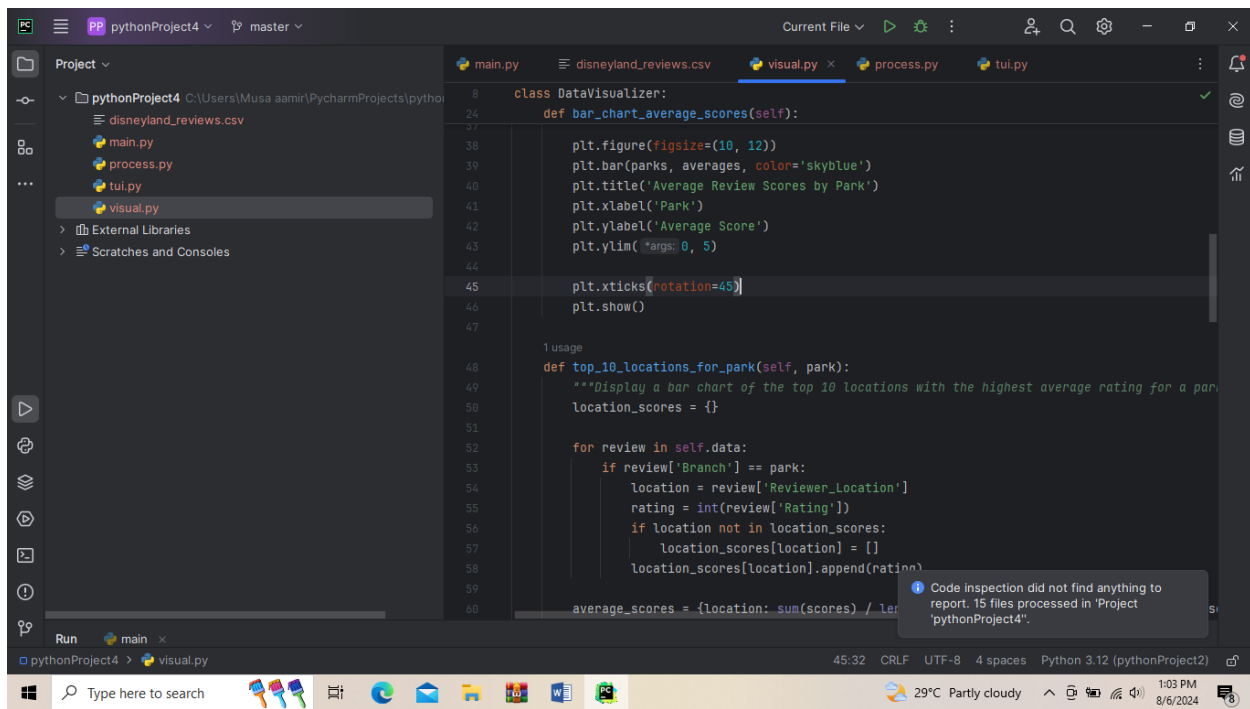 PC
PP pythonProject4
master
Current File
Project
main.py
disneyland_reviews.csv
visual.py
process.py
tui.py
pythonProject4 C:\Users\Musa aamir\PycharmProjects\pytho
disneyland_reviews.csv
main.py
process.py
tui.py
visual.py
External Libraries
Scratches and Consoles
8 class DataVisualizer:
24 def bar_chart_average_scores(self):
37
38 plt.figure(figsize=(10, 12))
39 plt.bar(parks, averages, color='skyblue')
40 plt.title('Average Review Scores by Park')
41 plt.xlabel('Park')
42 plt.ylabel('Average Score')
43 plt.ylim( *args: 0, 5)
44
45 plt.xticks(rotation=45)
46 plt.show()
47
1 usage
48 def top_10_locations_for_park(self, park):
49 """Display a bar chart of the top 10 locations with the highest average rating for a par
50 location_scores = {}
51
52 for review in self.data:
53 if review['Branch'] == park:
54 location = review['Reviewer_Location']
55 rating = int(review['Rating'])
56 if location not in location_scores:
57 location_scores[location] = []
58 location_scores[location].append(rating)
59
60 average_scores = {location: sum(scores) / len
Code inspection did not find anything to
report. 15 files processed in 'Project
'pythonProject4''.
Run main
pythonProject4 > visual.py
45:32 CRLF UTF-8 4 spaces Python 3.12 (pythonProject2)
Type here to search
29°C Partly cloudy
1:03 PM
8/6/2024
8